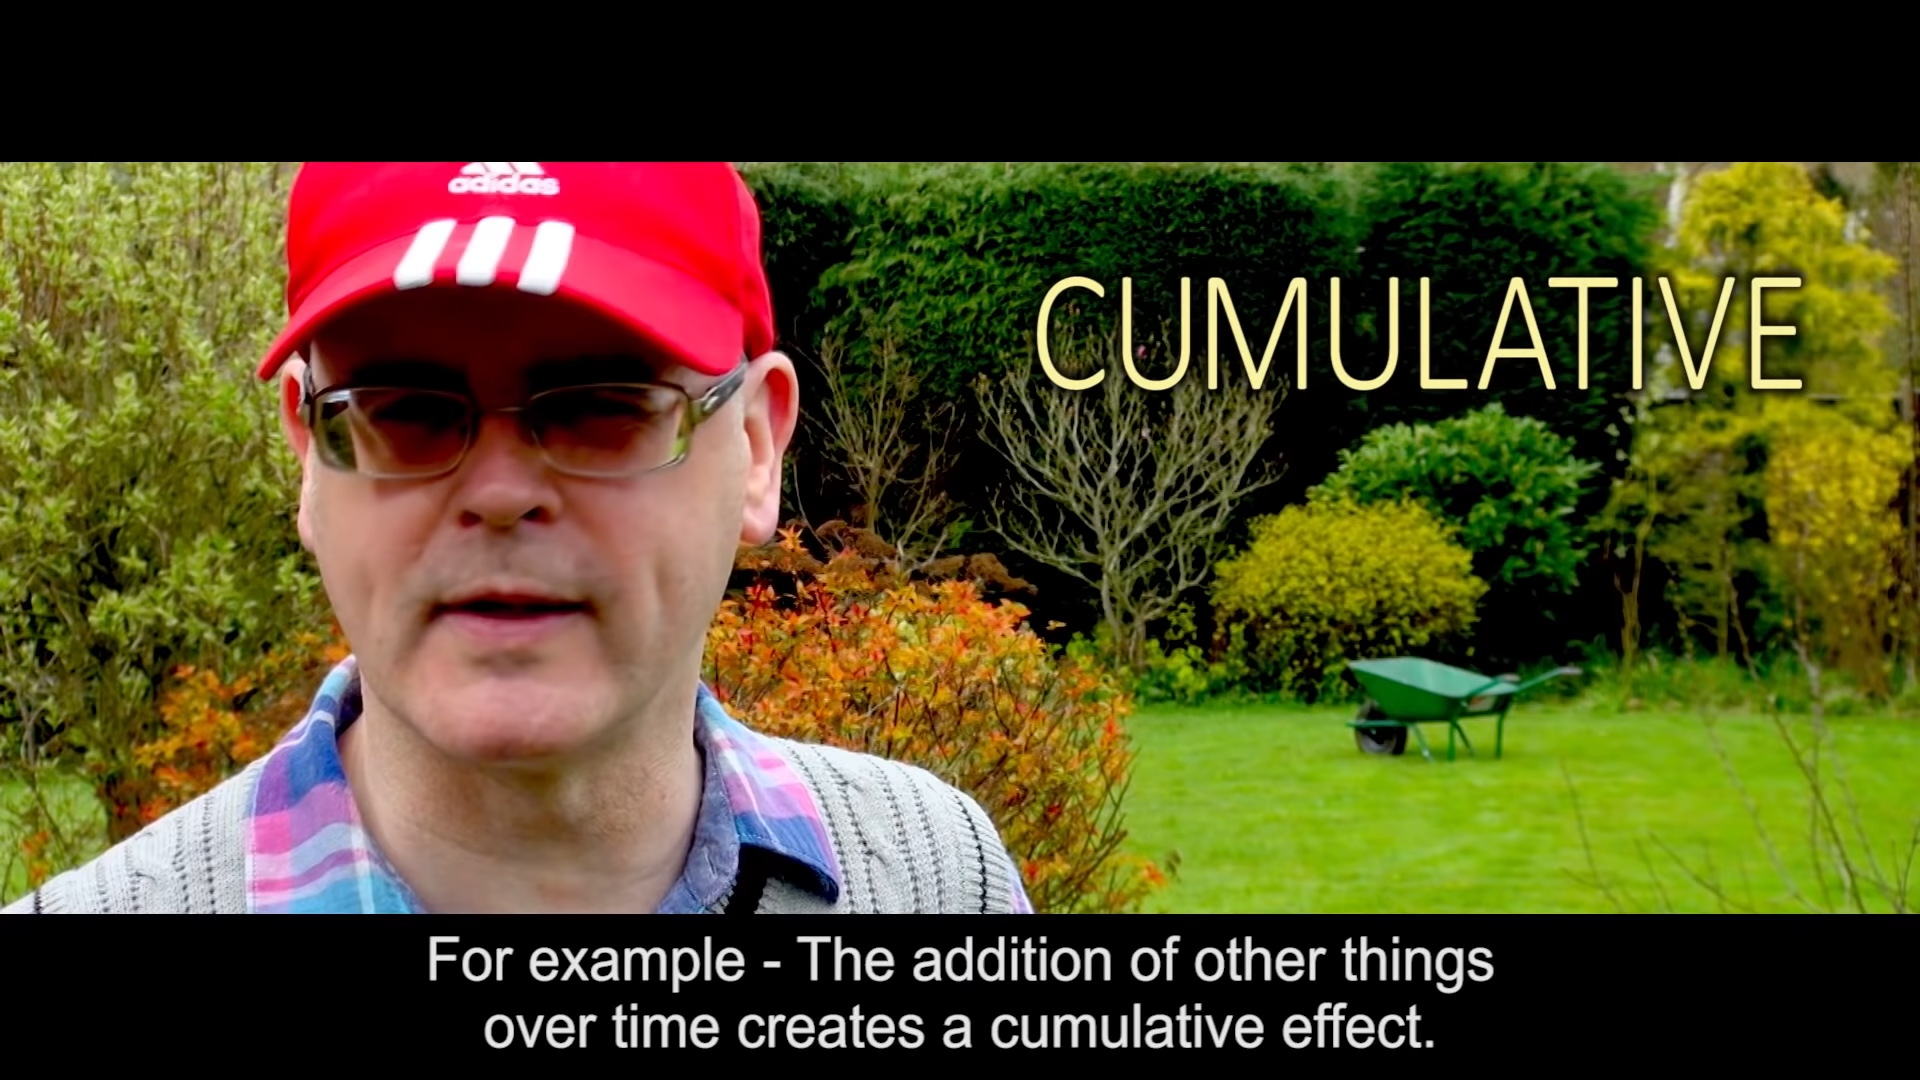 adidas
CUMULATIVE
For example - The addition of other things
over time creates a cumulative effect.